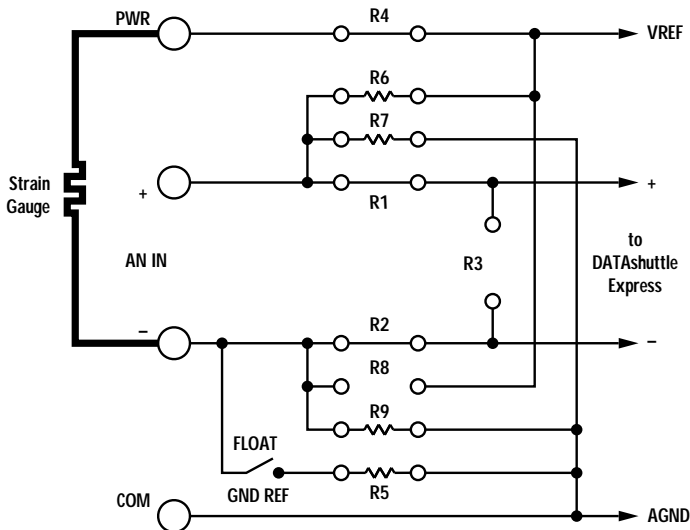 PWR
R4
VREF
R6
R7
Strain
Gauge
+
R1
+
AN IN
R3
to
DATAshuttle
Express
–
R2
–
R8
R9
FLOAT
GND REF
R5
COM
AGND